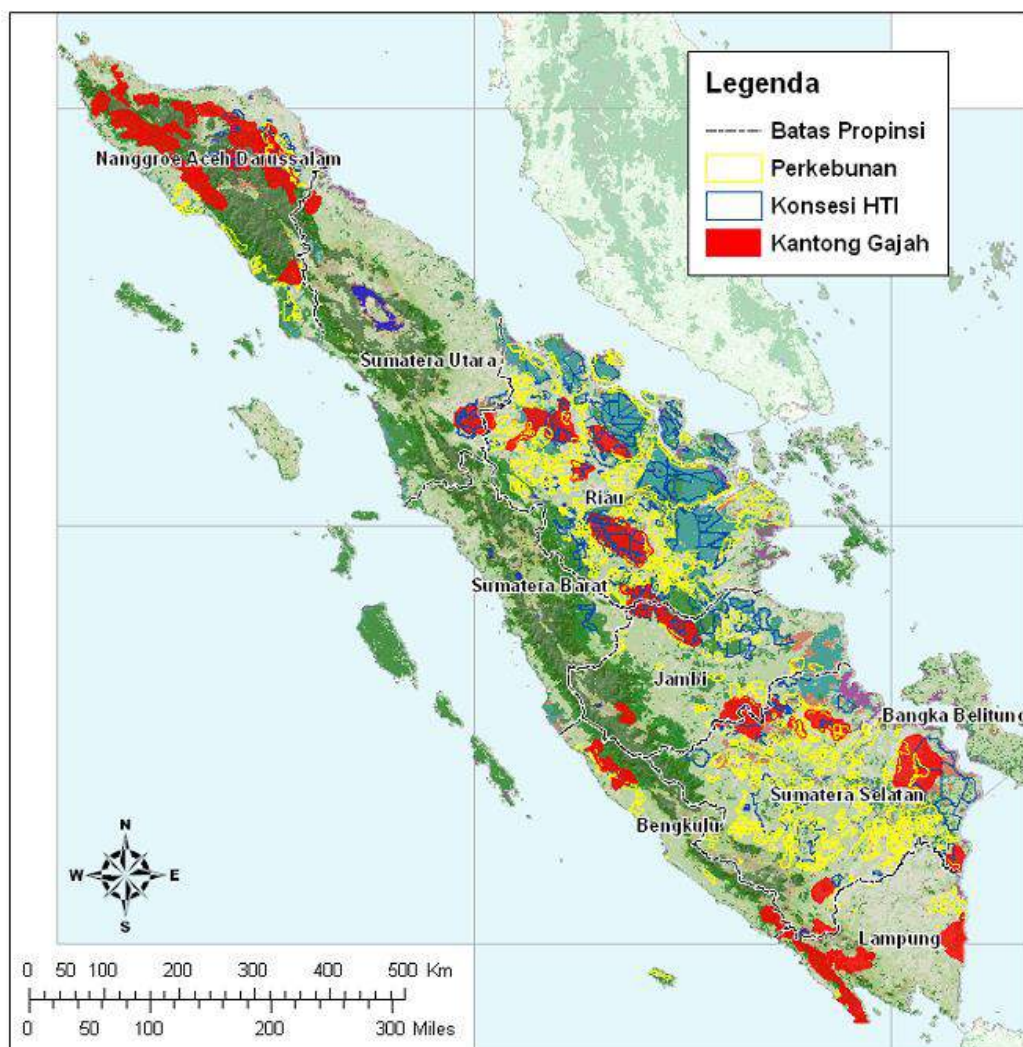 Legenda
Batas Propinsi
Perkebunan
Konsesi HTI
Kantong Gajah
Nanggroe Aceh Darussalam
Sumatera Utara
Riau
Sumatera Barat
Jambi
Bangka Belitung
Sumatera Selatan
Bengkulu
Lampung
N
W E
S
0 50 100 200 300 400 500 Km
0 50 100 200 300 Miles